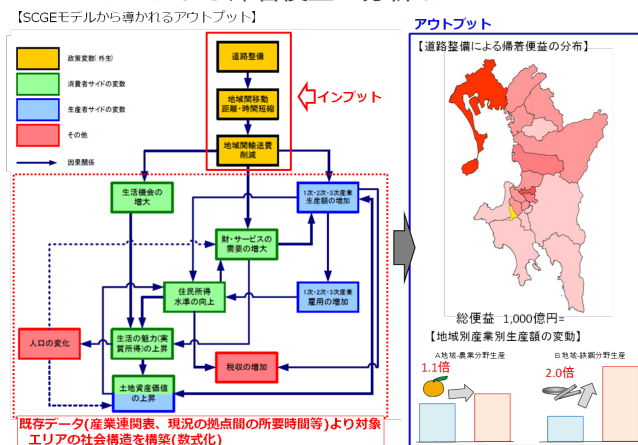 【SCGEモデルから導かれるアウトプット】
政策変数(外生)
消費者サイドの変数
生産者サイドの変数
その他
因果関係
道路整備
地域間移動
距離・時間短縮
地域間輸送費
削減
インプット
生活機会の
増大
1次・2次・3次産業
生産額の増加
財・サービスの
需要の増大
住民所得
水準の向上
1次・2次・3次産業
雇用の増加
人口の変化
生活の魅力(実
質所得)の上昇
税収の増加
土地資産価値
の上昇
既存データ(産業連関表、現況の拠点間の所要時間等)より対象
エリアの社会構造を構築(数式化)
アウトプット
【道路整備による帰着便益の分布】
総便益 1,000億円=
【地域別産業別生産額の変動】
A地域-農業分野生産
1.1倍
B地域-鉄鋼分野生産
2.0倍